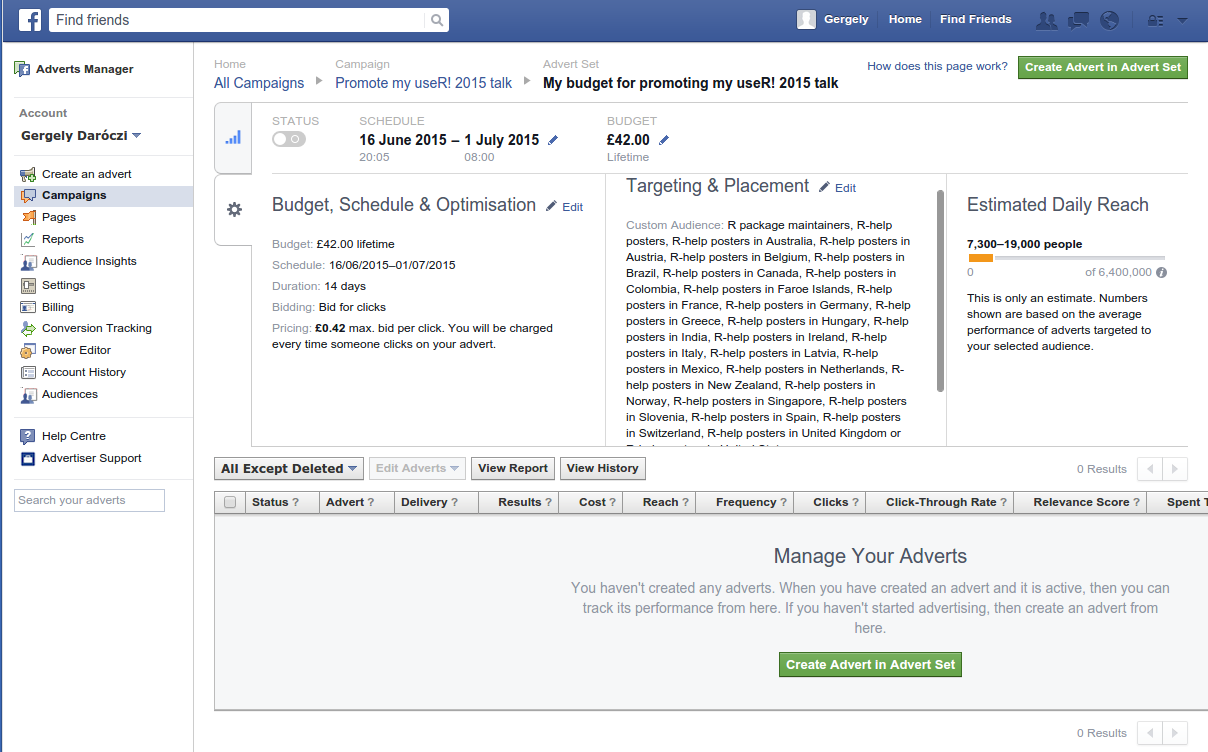 Find friends
Gergely
Home
Find Friends
Adverts Manager
Account
Gergely Daróczi
Create an advert
Campaigns
Pages
Reports
Audience Insights
Settings
Billing
Conversion Tracking
Power Editor
Account History
Audiences
Help Centre
Advertiser Support
Search your adverts
Home
All Campaigns
Campaign
Promote my useR! 2015 talk
Advert Set
My budget for promoting my useR! 2015 talk
How does this page work?
Create Advert in Advert Set
STATUS
SCHEDULE
16 June 2015 – 1 July 2015
20:05
08:00
BUDGET
£42.00
Lifetime
Budget, Schedule & Optimisation
Edit
Budget: £42.00 lifetime
Schedule: 16/06/2015–01/07/2015
Duration: 14 days
Bidding: Bid for clicks
Pricing: £0.42 max. bid per click. You will be charged
every time someone clicks on your advert.
Targeting & Placement
Edit
Custom Audience: R package maintainers, R-help
posters, R-help posters in Australia, R-help posters in
Austria, R-help posters in Belgium, R-help posters in
Brazil, R-help posters in Canada, R-help posters in
Colombia, R-help posters in Faroe Islands, R-help
posters in France, R-help posters in Germany, R-help
posters in Greece, R-help posters in Hungary, R-help
posters in India, R-help posters in Ireland, R-help
posters in Italy, R-help posters in Latvia, R-help
posters in Mexico, R-help posters in Netherlands, R-
help posters in New Zealand, R-help posters in
Norway, R-help posters in Singapore, R-help posters
in Slovenia, R-help posters in Spain, R-help posters
in Switzerland, R-help posters in United Kingdom or
Estimated Daily Reach
7,300–19,000 people
0
of 6,400,000
This is only an estimate. Numbers
shown are based on the average
performance of adverts targeted to
your selected audience.
All Except Deleted
Edit Adverts
View Report
View History
0 Results
Status ?
Advert ?
Delivery ?
Results ?
Cost ?
Reach ?
Frequency ?
Clicks ?
Click-Through Rate ?
Relevance Score ?
Spent T
Manage Your Adverts
You haven't created any adverts. When you have created an advert and it is active, then you can
track its performance from here. If you haven't started advertising, then create an advert from
here.
Create Advert in Advert Set
0 Results